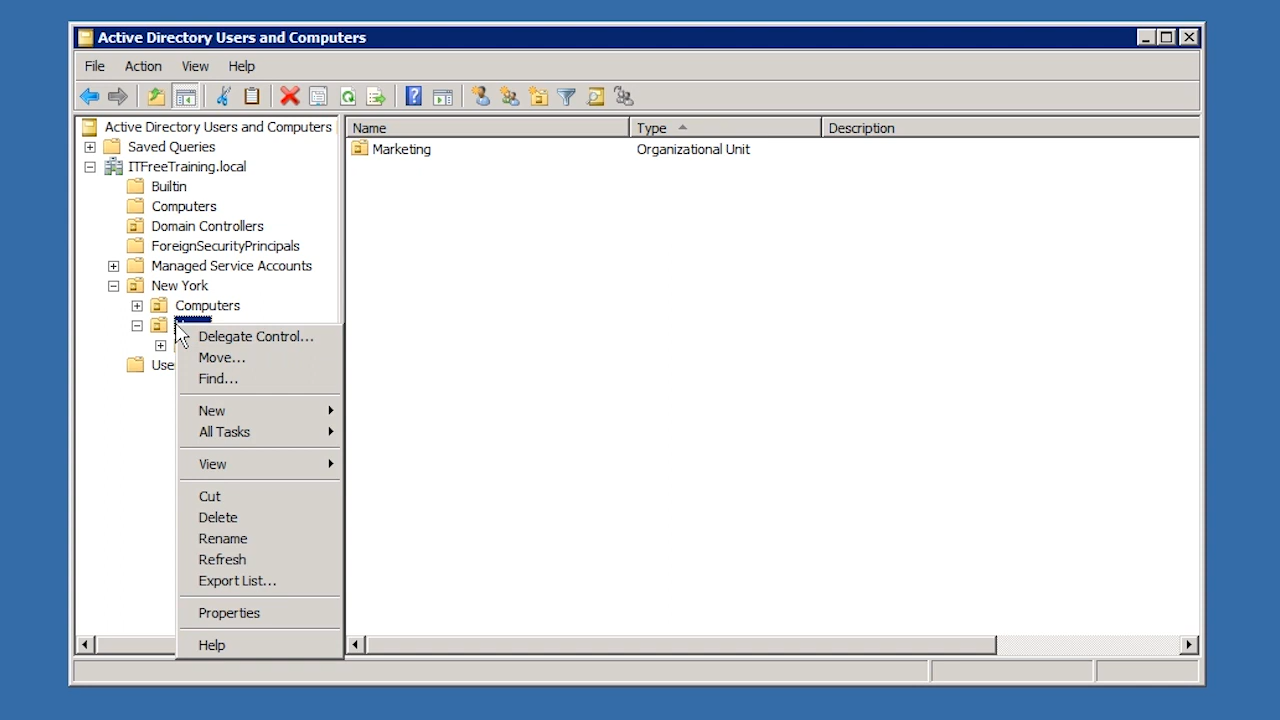 Active Directory Users and Computers
File Action View Help
Active Directory Users and Computers
Name Type Description
Saved Queries
Marketing Organizational Unit
ITFreeTraining.local
Builtin
Computers
Domain Controllers
ForeignSecurityPrincipals
Managed Service Accounts
New York
Computers
Use
Delegate Control...
Move...
Find...
New
All Tasks
View
Cut
Delete
Rename
Refresh
Export List...
Properties
Help